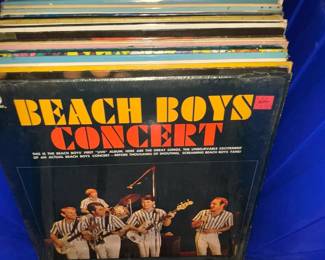 BEACH BOYS
CONCERT
THIS IS THE BEACH BOYS' FIRST "LIVE" ALBUM. HERE ARE THE GREAT SONGS, THE UNBELIEVABLE EXCITEMENT
OF AN ACTUAL BEACH BOYS CONCERT—BEFORE THOUSANDS OF SHOUTING, SCREAMING BEACH BOYS FANS!